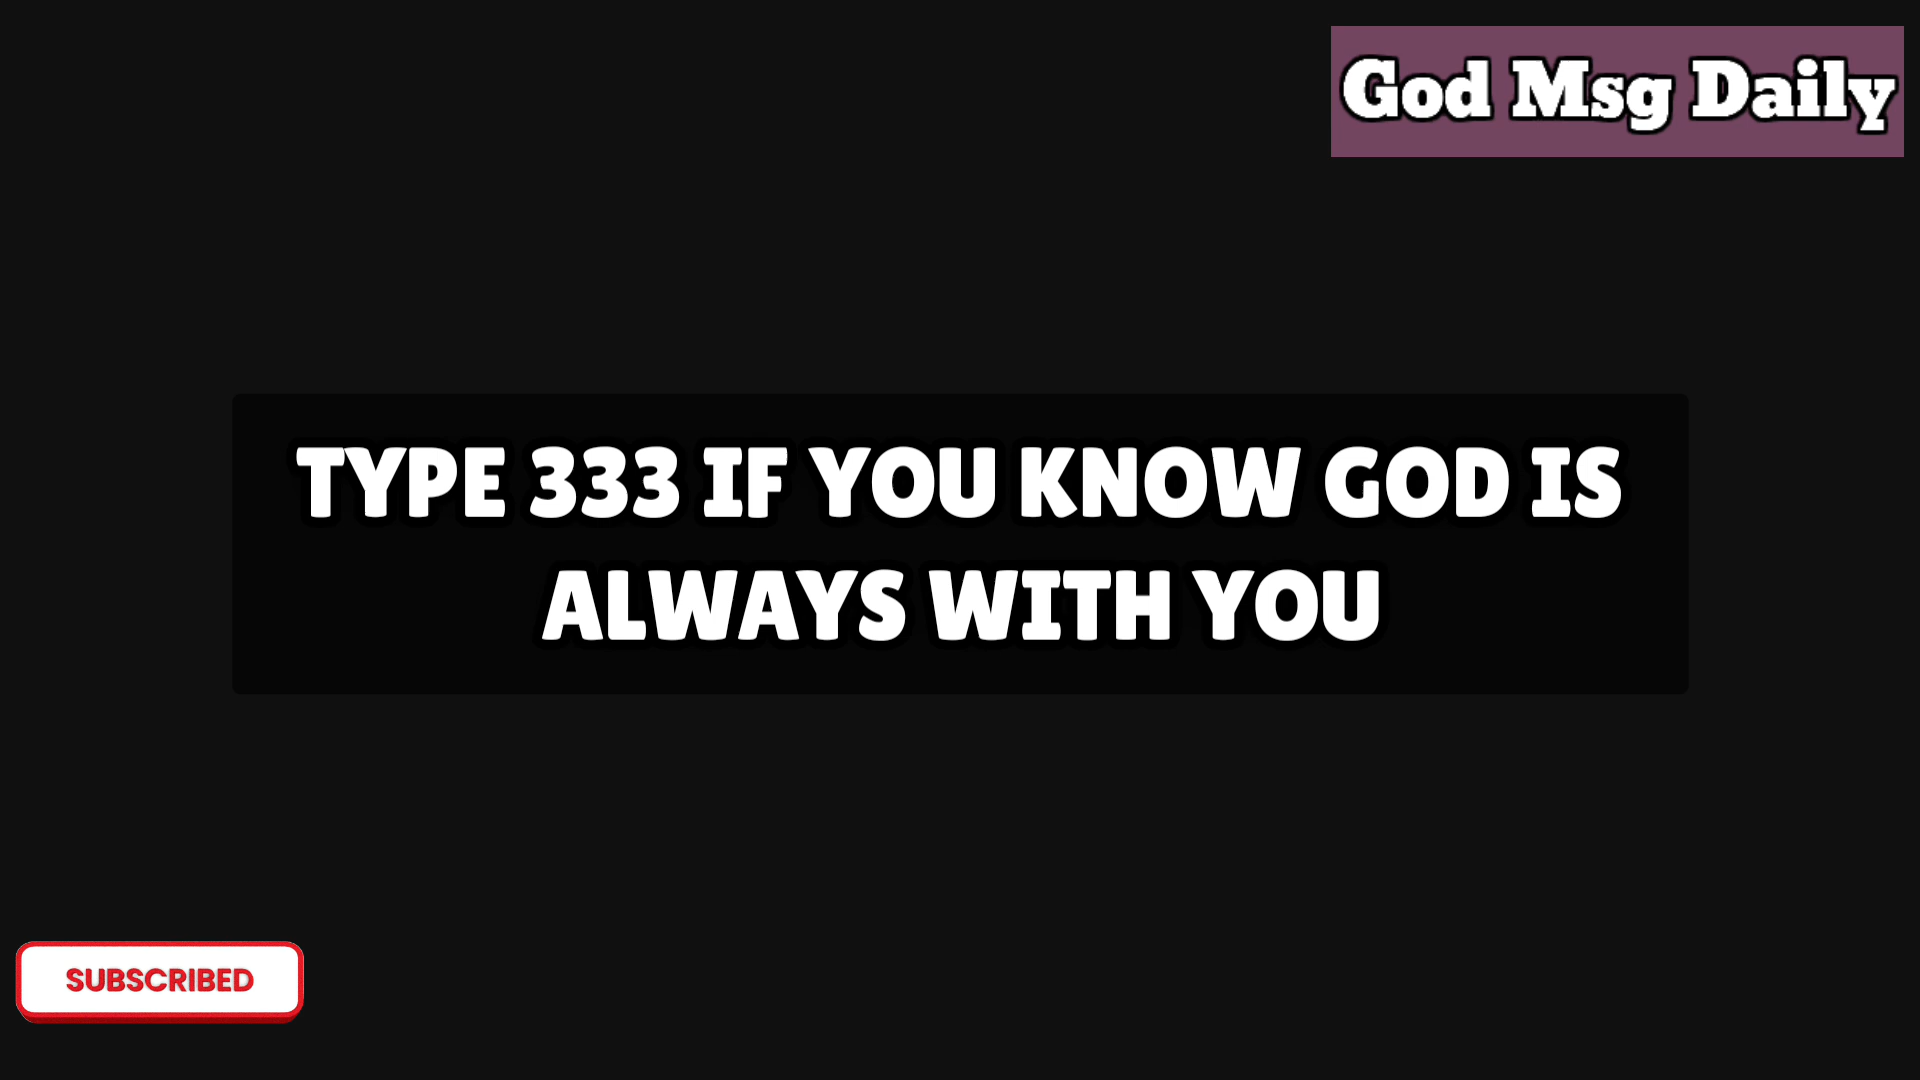 God Msg Daily
TYPE 333 IF YOU KNOW GOD IS
ALWAYS WITH YOU
SUBSCRIBED